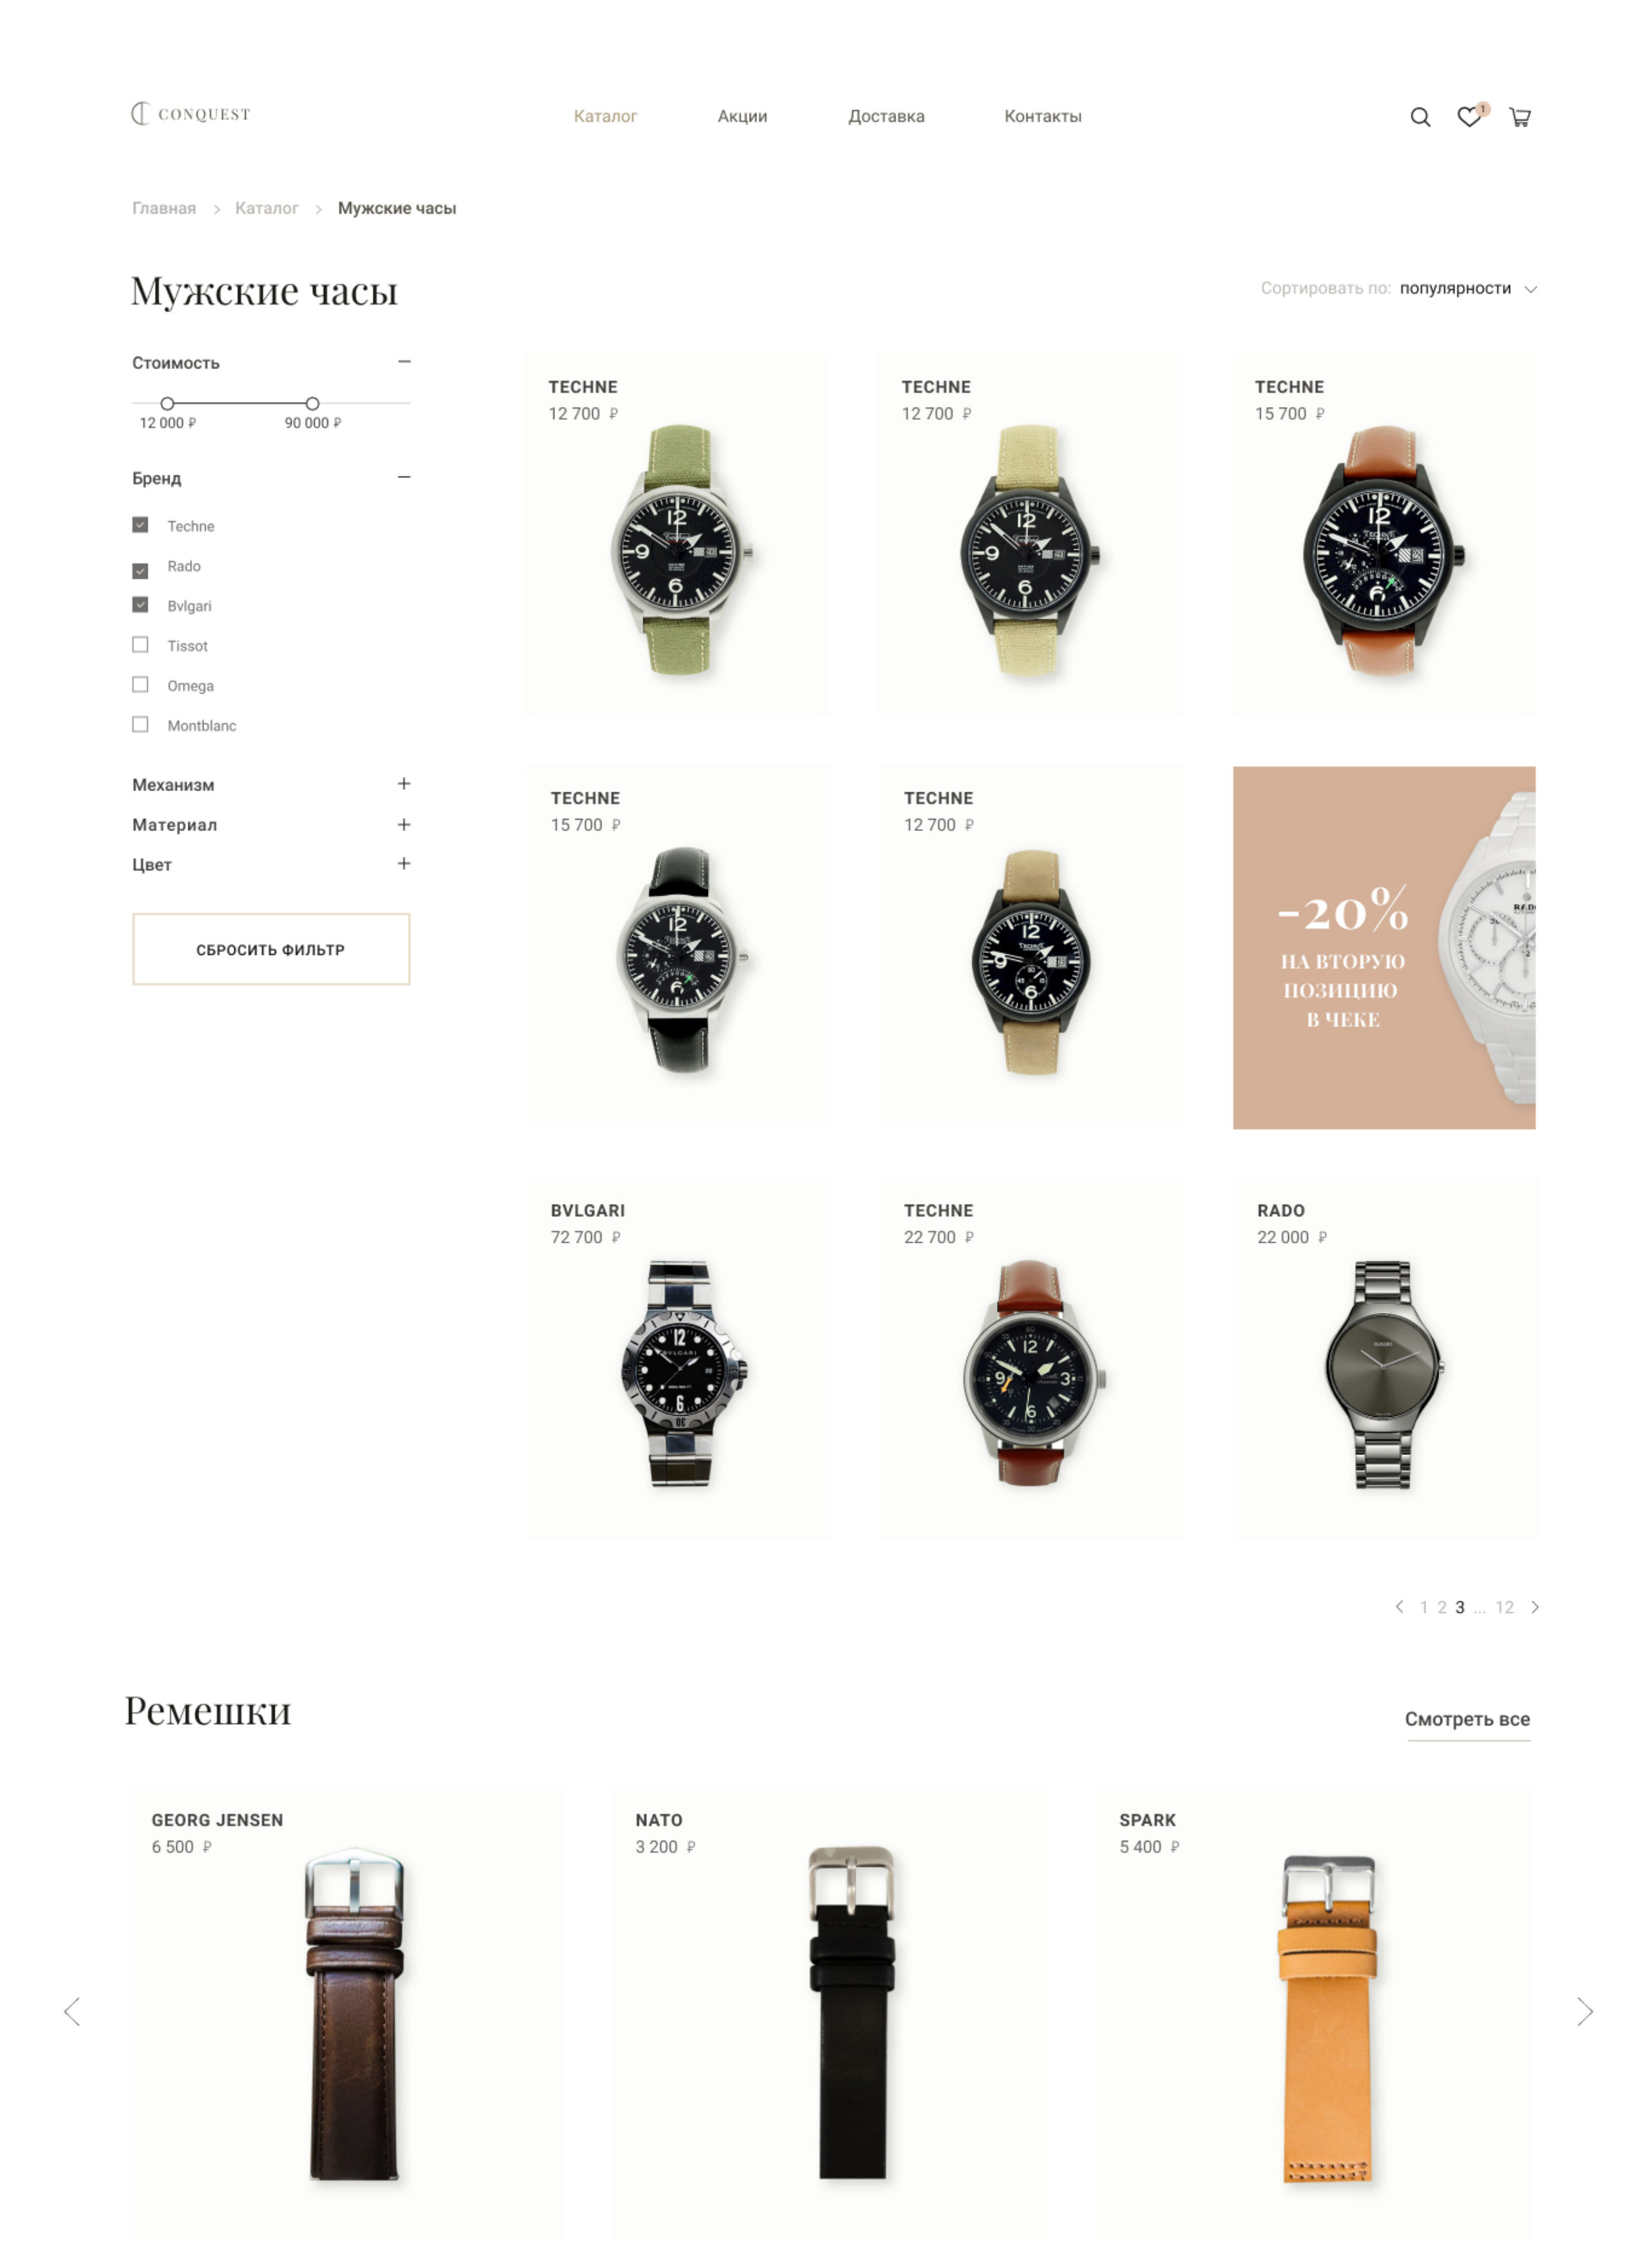 CONQUEST
Каталог
Акции
Доставка
Контакты
1
Главная > Каталог > Мужские часы
Мужские часы
Сортировать по: популярности
Стоимость
12 000 ₽
90 000 ₽
Бренд
Techne
Rado
Bvlgari
Tissot
Omega
Montblanc
Механизм
Материал
Цвет
СБРОСИТЬ ФИЛЬТР
TECHNE
12 700 ₽
TECHNE
12 700 ₽
TECHNE
15 700 ₽
TECHNE
15 700 ₽
TECHNE
12 700 ₽
-20%
НА ВТОРУЮ
ПОЗИЦИЮ
В ЧЕКЕ
BVLGARI
72 700 ₽
TECHNE
22 700 ₽
RADO
22 000 ₽
1 2 3 ... 12
Ремешки
Смотреть все
GEORG JENSEN
6 500 ₽
NATO
3 200 ₽
SPARK
5 400 ₽